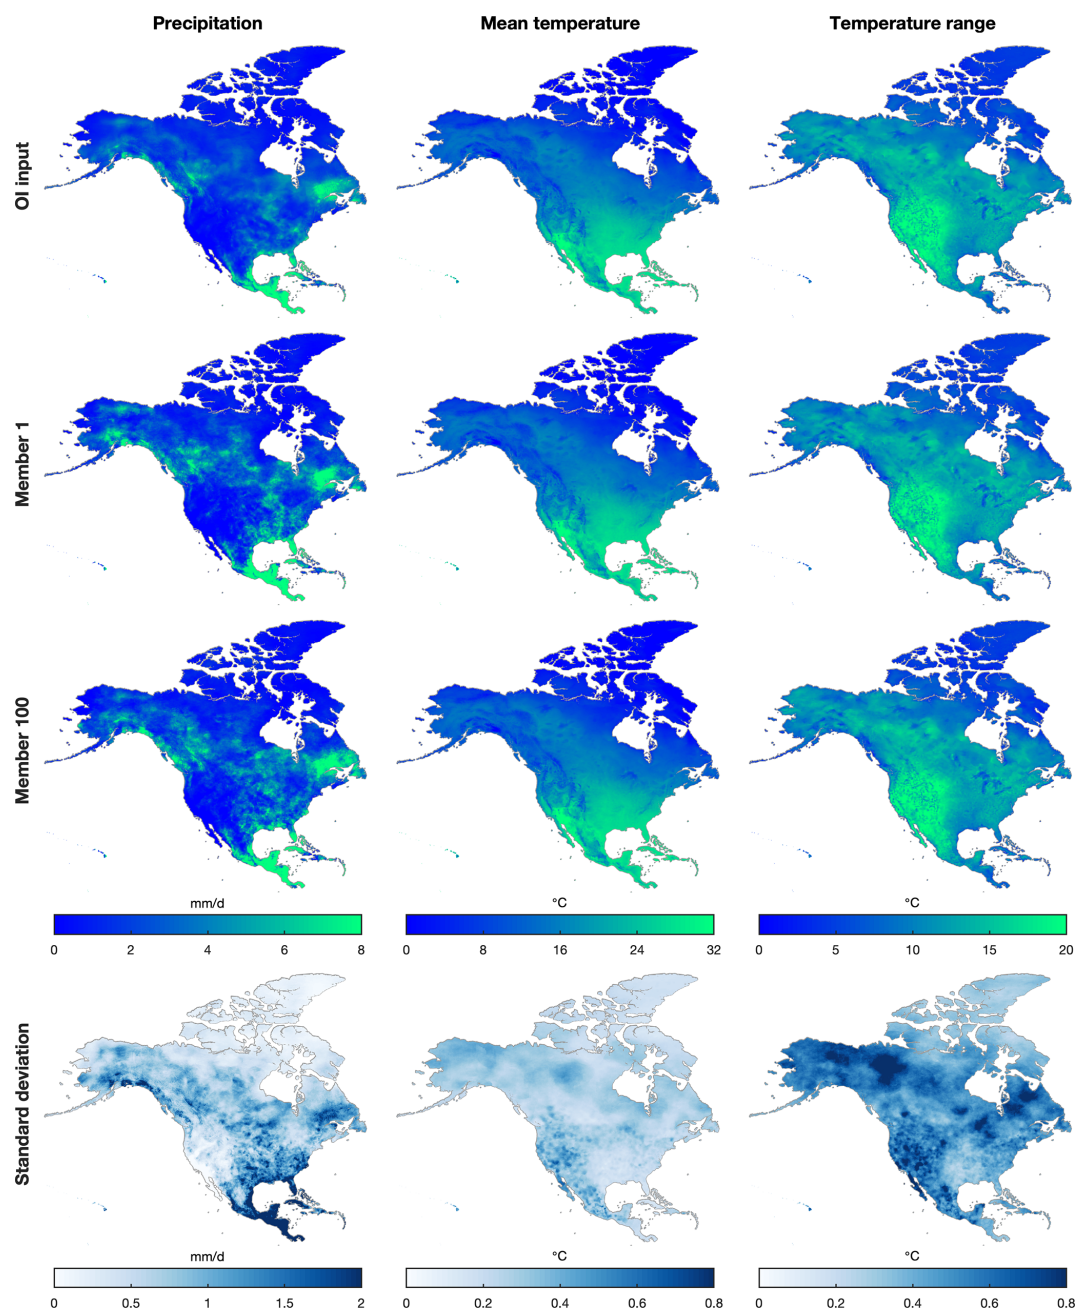 Precipitation Mean temperature Temperature range
OI input
Member 1
Member 100
mm/d °C °C
0 2 4 6 8 0 8 16 24 32 0 5 10 15 20
Standard deviation
mm/d °C °C
0 0.5 1 1.5 2 0 0.2 0.4 0.6 0.8 0 0.2 0.4 0.6 0.8